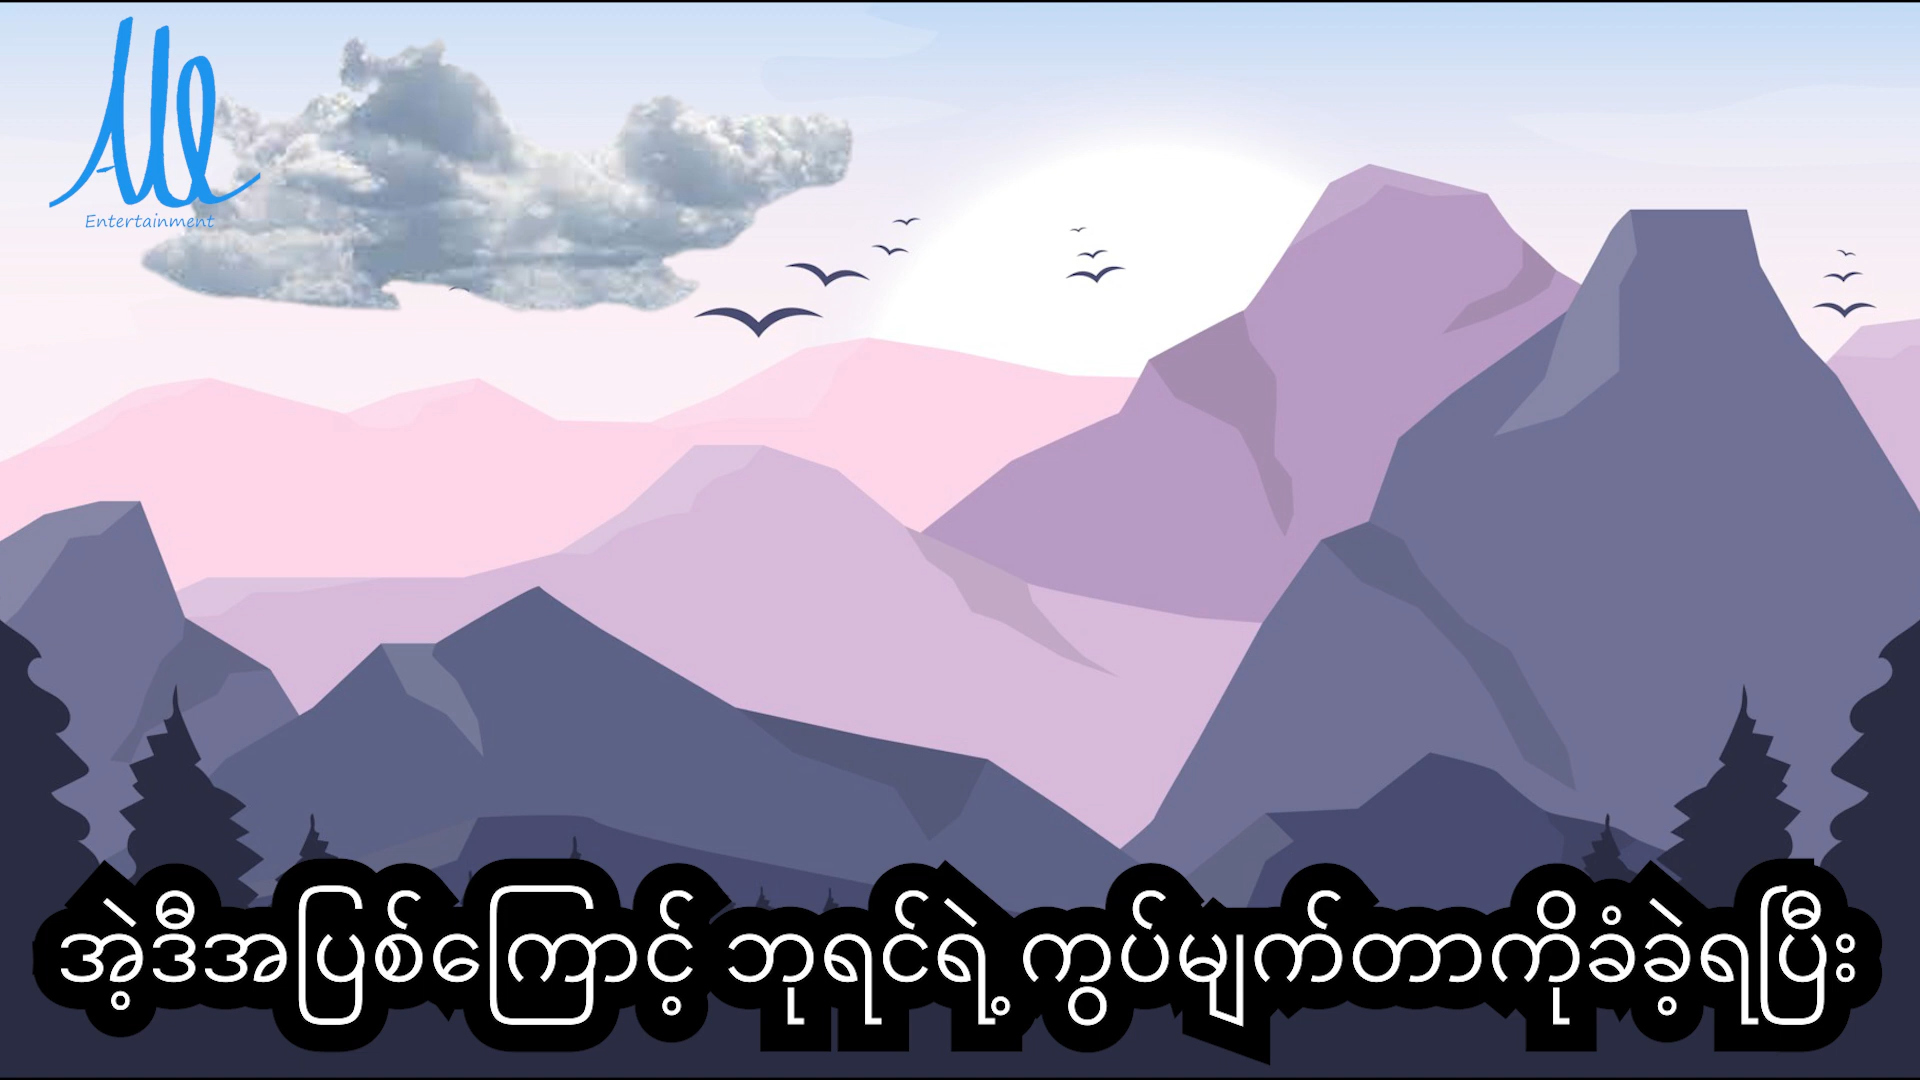 All
Entertainment
အဲ့ဒီအပြစ်ကြောင့် ဘုရင်ရဲ့ ကွပ်မျက်တာကိုခံခဲ့ရပြီး